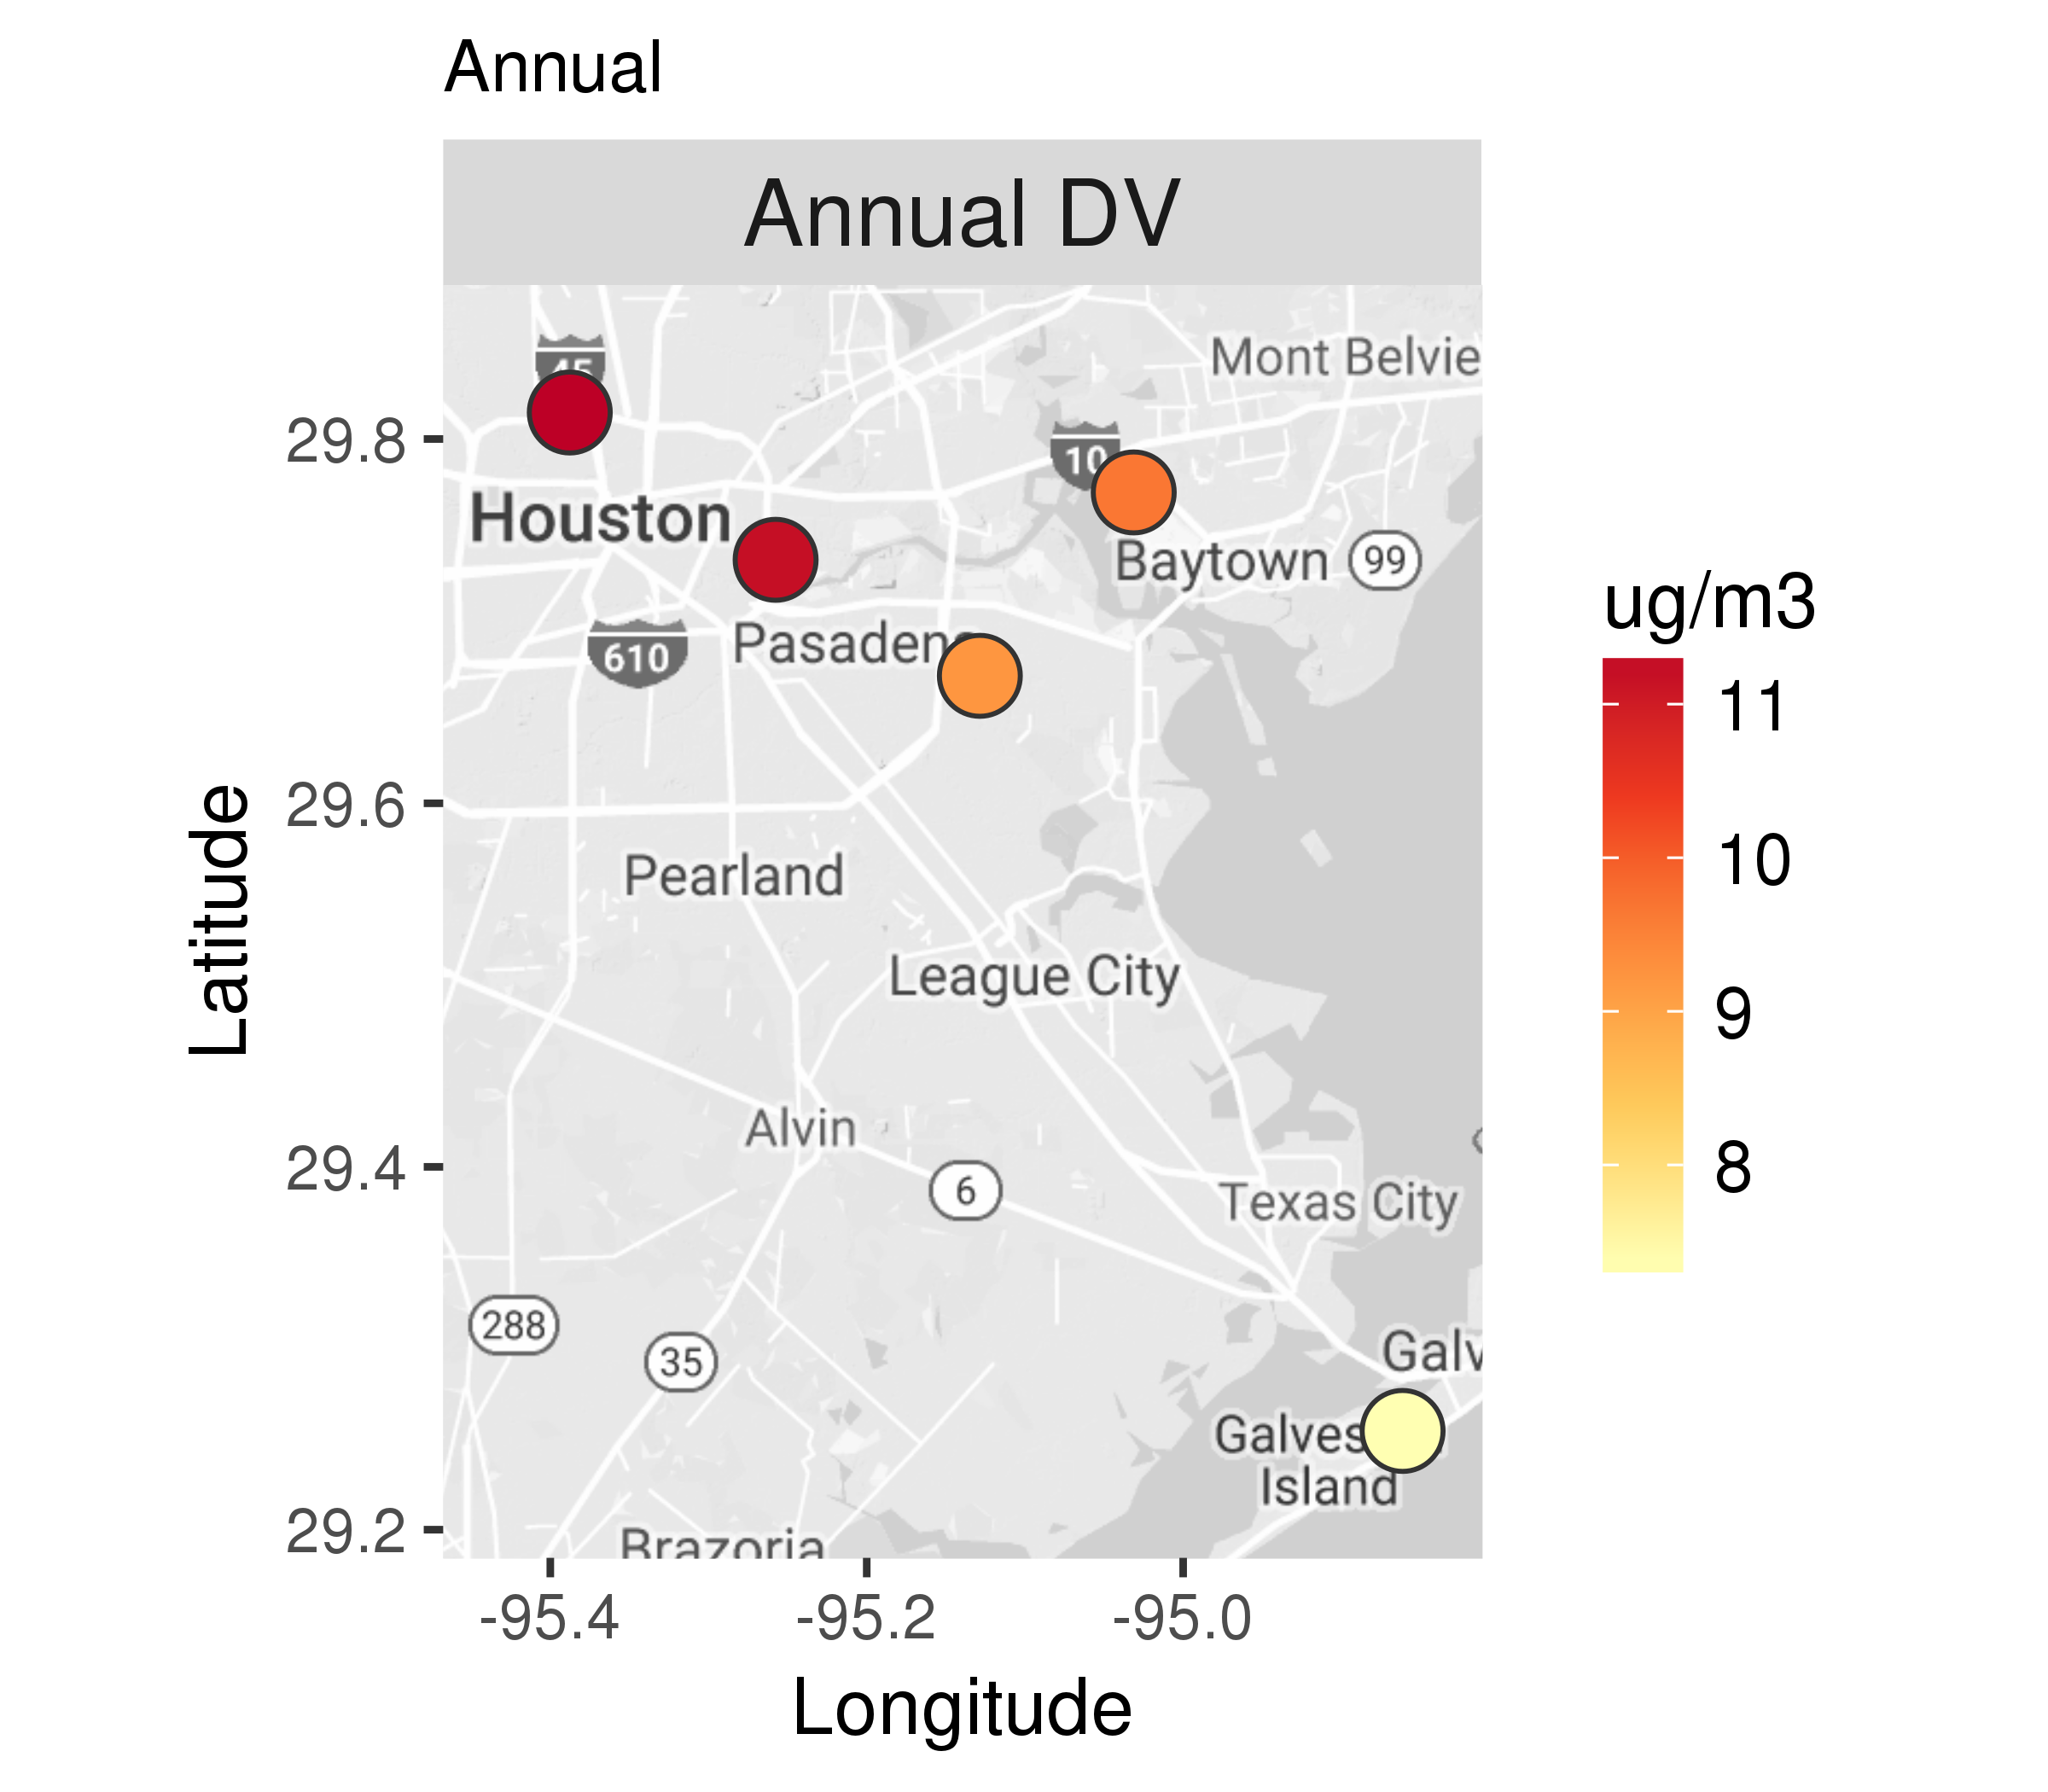 Annual
Annual DV
Mont Belvie
45
29.8
10
Houston
Baytown
99
ug/m3
Pasadena
610
11
29.6
10
Pearland
Latitude
League City
9
Alvin
29.4
8
6
Texas City
288
35
Galv
Galves
Island
29.2
Brazoria
-95.4
-95.2
-95.0
Longitude